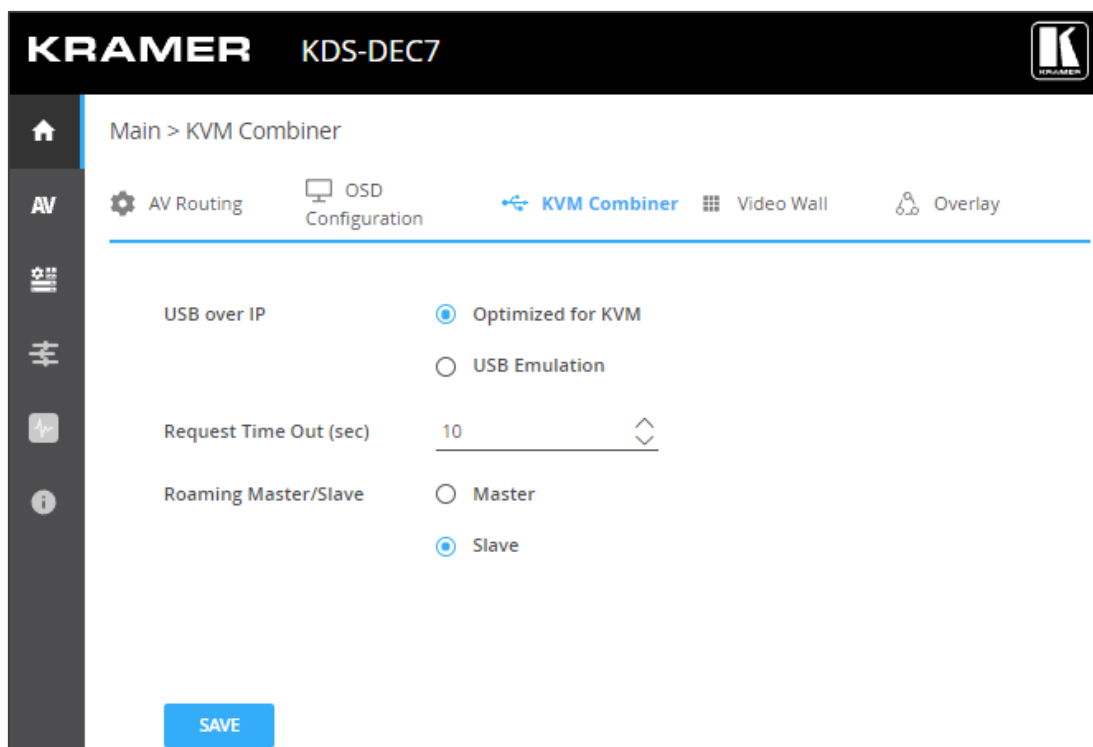 KRAMER KDS-DEC7
KRAMER
Main > KVM Combiner
AV
AV Routing
OSD
Configuration
KVM Combiner
Video Wall
Overlay
USB over IP
Optimized for KVM
USB Emulation
Request Time Out (sec)
10
Roaming Master/Slave
Master
Slave
SAVE